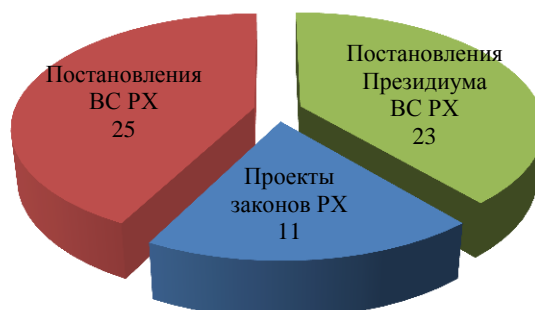 Постановления
ВС РХ
25
Постановления
Президиума
ВС РХ
23
Проекты
законов РХ
11